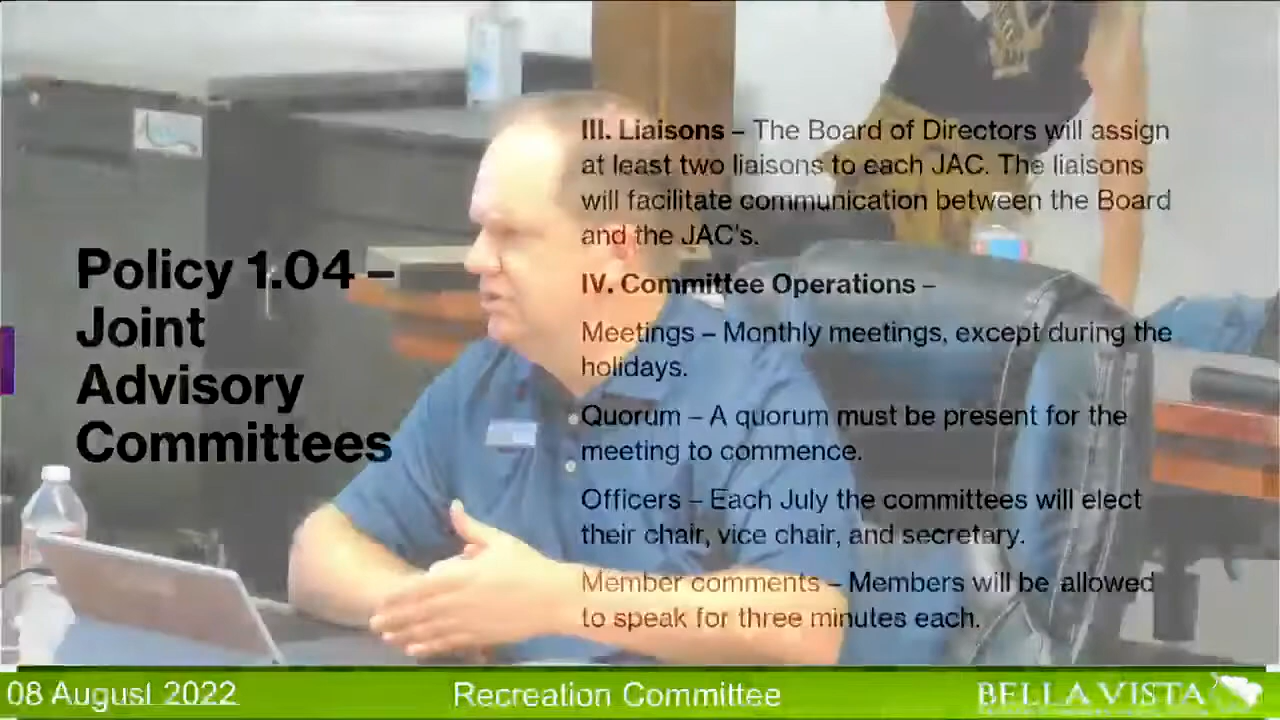 Policy 1.04 –
Joint
Advisory
Committees
III. Liaisons – The Board of Directors will assign
at least two liaisons to each JAC. The liaisons
will facilitate communication between the Board
and the JAC's.
IV. Committee Operations –
Meetings – Monthly meetings, except during the
holidays.
Quorum – A quorum must be present for the
meeting to commence.
Officers – Each July the committees will elect
their chair, vice chair, and secretary.
Member comments – Members will be allowed
to speak for three minutes each.
08 August 2022
Recreation Committee
BELLA VISTA